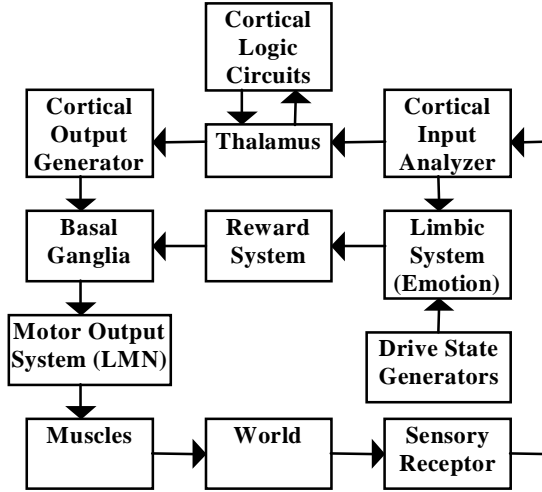 Cortical
Logic
Circuits
Cortical
Output
Generator
Thalamus
Cortical
Input
Analyzer
Basal
Ganglia
Reward
System
Limbic
System
(Emotion)
Motor Output
System (LMN)
Drive State
Generators
Muscles
World
Sensory
Receptor